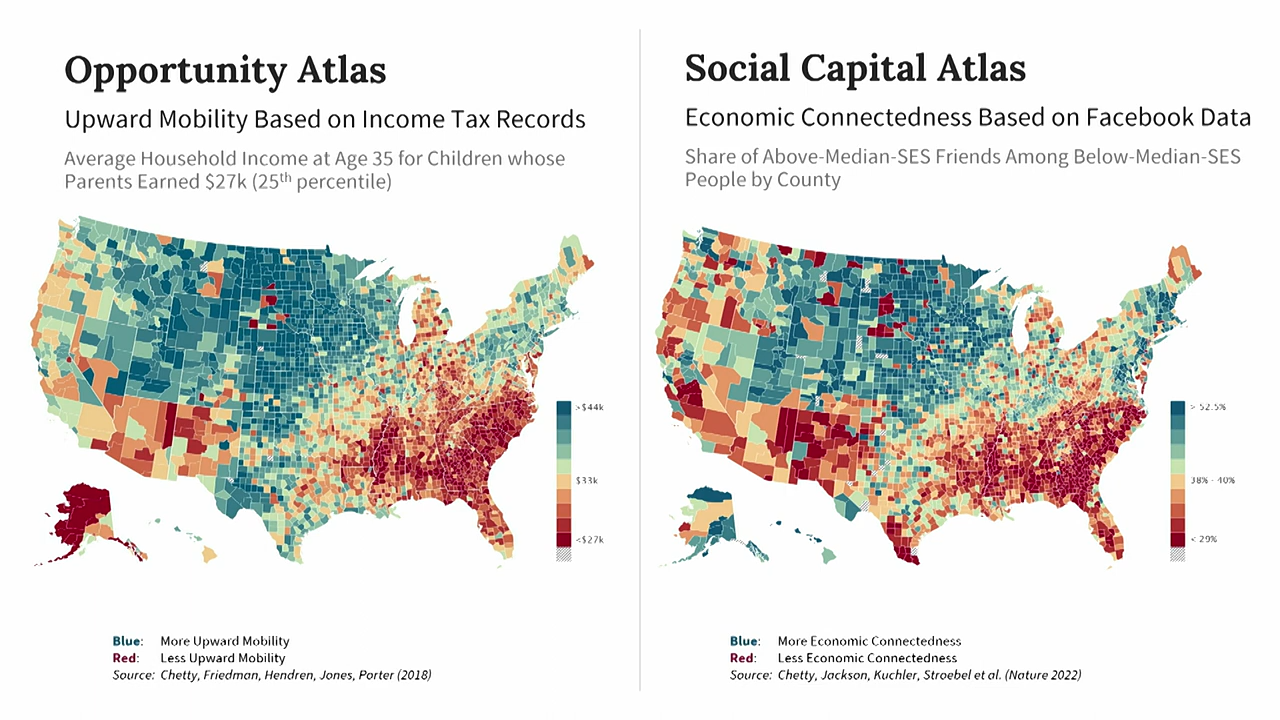 Opportunity Atlas
Upward Mobility Based on Income Tax Records
Average Household Income at Age 35 for Children whose
Parents Earned $27k (25th percentile)
>$44k
$33k
<$27k
Blue: More Upward Mobility
Red: Less Upward Mobility
Source: Chetty, Friedman, Hendren, Jones, Porter (2018)
Social Capital Atlas
Economic Connectedness Based on Facebook Data
Share of Above-Median-SES Friends Among Below-Median-SES
People by County
> 52.5%
38% - 40%
< 29%
Blue: More Economic Connectedness
Red: Less Economic Connectedness
Source: Chetty, Jackson, Kuchler, Stroebel et al. (Nature 2022)